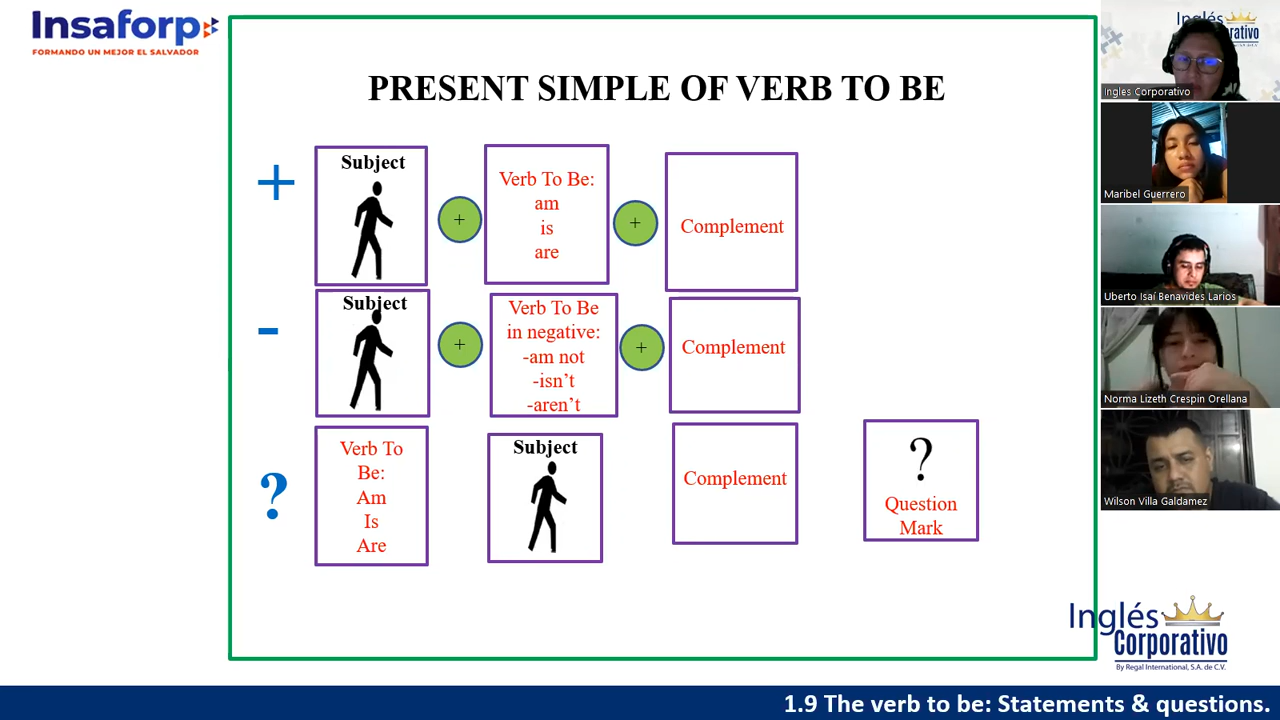 Insaforp
FORMANDO UN MEJOR EL SALVADOR
PRESENT SIMPLE OF VERB TO BE
+
Subject
+
Verb To Be:
am
is
are
+
Complement
-
Subject
+
Verb To Be
in negative:
-am not
-isn’t
-aren’t
+
Complement
?
Verb To
Be:
Am
Is
Are
Subject
Complement
?
Question
Mark
Inglés
Corporativo
By Regal International, S.A. de C.V.
1.9 The verb to be: Statements & questions.
Inglés
Ingles Corporativo
Maribel Guerrero
Uberto Isaí Benavides Larios
Norma Lizeth Crespin Orellana
Wilson Villa Galdamez